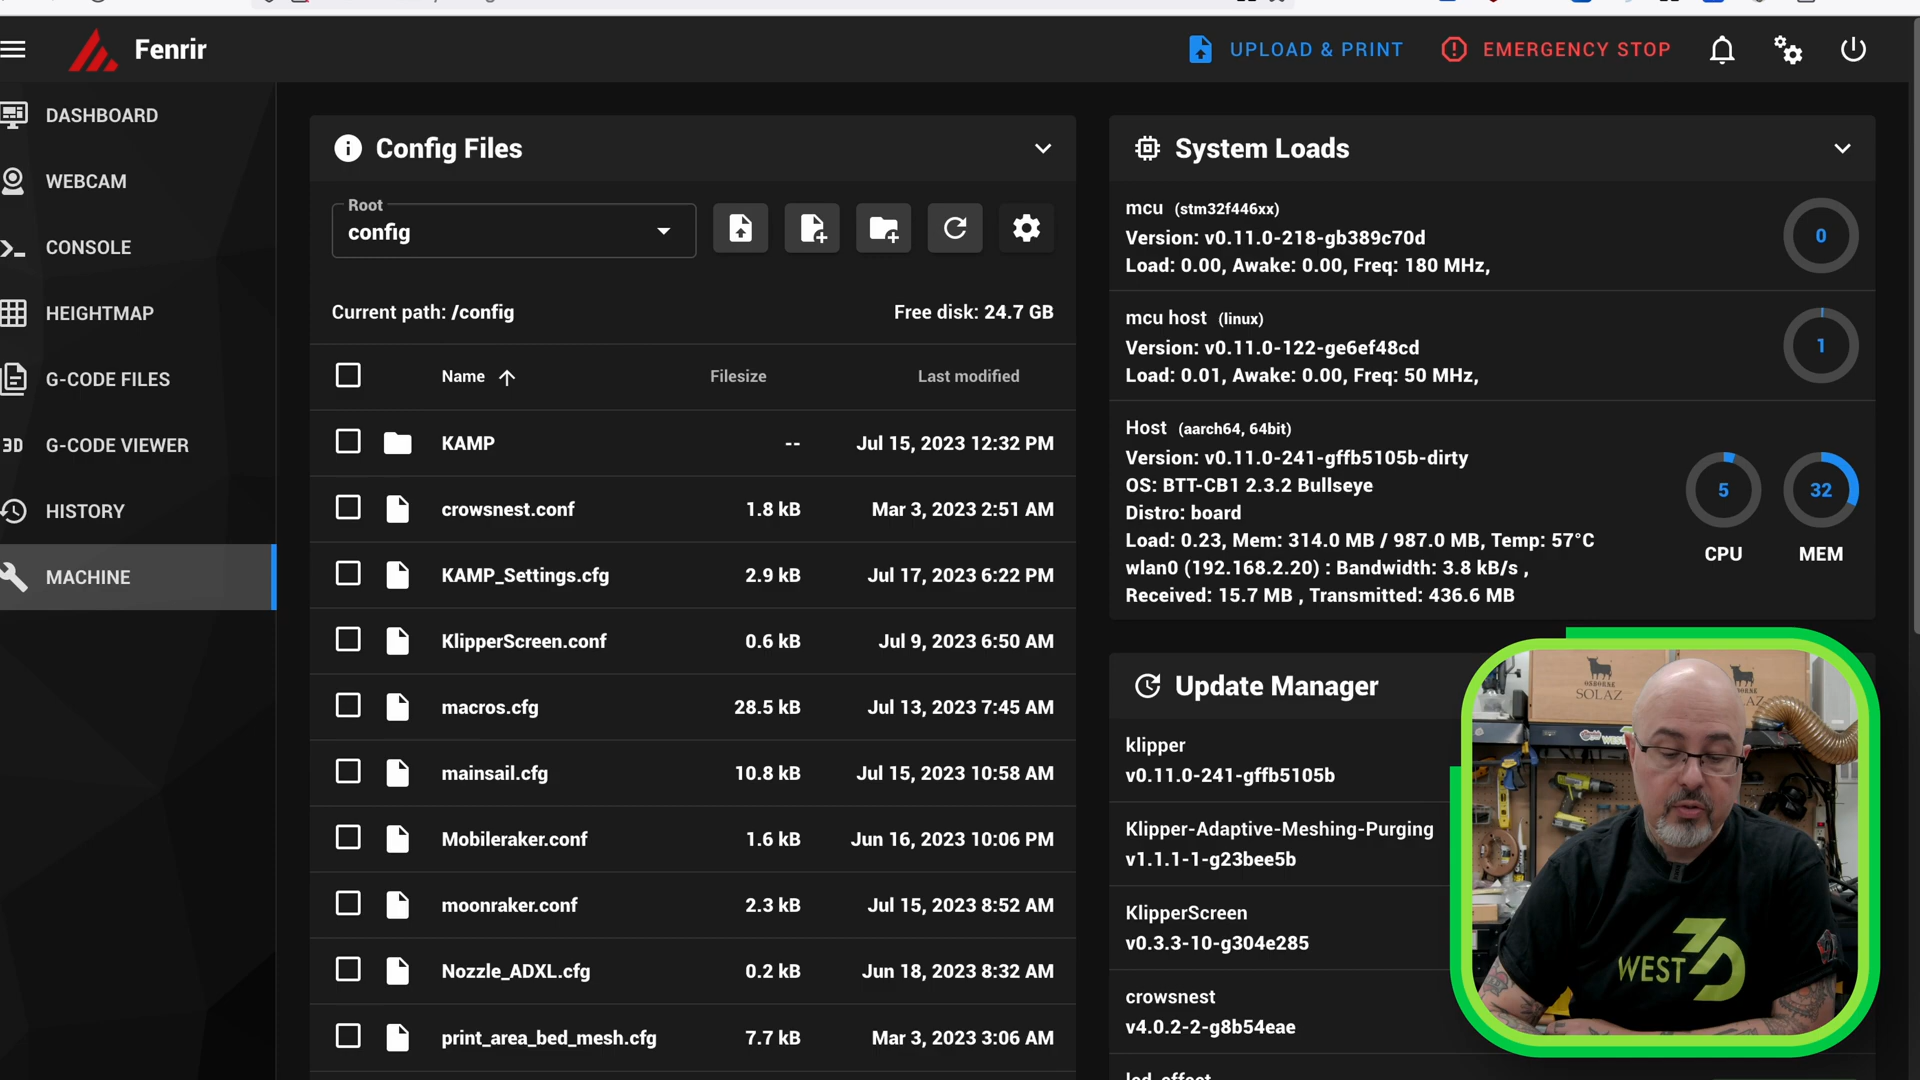 Fenrir
UPLOAD & PRINT
EMERGENCY STOP
DASHBOARD
WEBCAM
CONSOLE
HEIGHTMAP
G-CODE FILES
3D G-CODE VIEWER
HISTORY
MACHINE
Config Files
Root
config
Current path: /config
Free disk: 24.7 GB
Name Filesize Last modified
KAMP -- Jul 15, 2023 12:32 PM
crowsnest.conf 1.8 kB Mar 3, 2023 2:51 AM
KAMP_Settings.cfg 2.9 kB Jul 17, 2023 6:22 PM
KlipperScreen.conf 0.6 kB Jul 9, 2023 6:50 AM
macros.cfg 28.5 kB Jul 13, 2023 7:45 AM
mainsail.cfg 10.8 kB Jul 15, 2023 10:58 AM
Mobileraker.conf 1.6 kB Jun 16, 2023 10:06 PM
moonraker.conf 2.3 kB Jul 15, 2023 8:52 AM
Nozzle_ADXL.cfg 0.2 kB Jun 18, 2023 8:32 AM
print_area_bed_mesh.cfg 7.7 kB Mar 3, 2023 3:06 AM
System Loads
mcu (stm32f446xx)
Version: v0.11.0-218-gb389c70d
Load: 0.00, Awake: 0.00, Freq: 180 MHz,
0
mcu host (linux)
Version: v0.11.0-122-ge6ef48cd
Load: 0.01, Awake: 0.00, Freq: 50 MHz,
1
Host (aarch64, 64bit)
Version: v0.11.0-241-gffb5105b-dirty
OS: BTT-CB1 2.3.2 Bullseye
Distro: board
Load: 0.23, Mem: 314.0 MB / 987.0 MB, Temp: 57°C
wlan0 (192.168.2.20) : Bandwidth: 3.8 kB/s ,
Received: 15.7 MB , Transmitted: 436.6 MB
5
CPU
32
MEM
Update Manager
klipper
v0.11.0-241-gffb5105b
Klipper-Adaptive-Meshing-Purging
v1.1.1-1-g23bee5b
KlipperScreen
v0.3.3-10-g304e285
crowsnest
v4.0.2-2-g8b54eae
led_effect
OSBORNE
SOLAZ
WEST3D